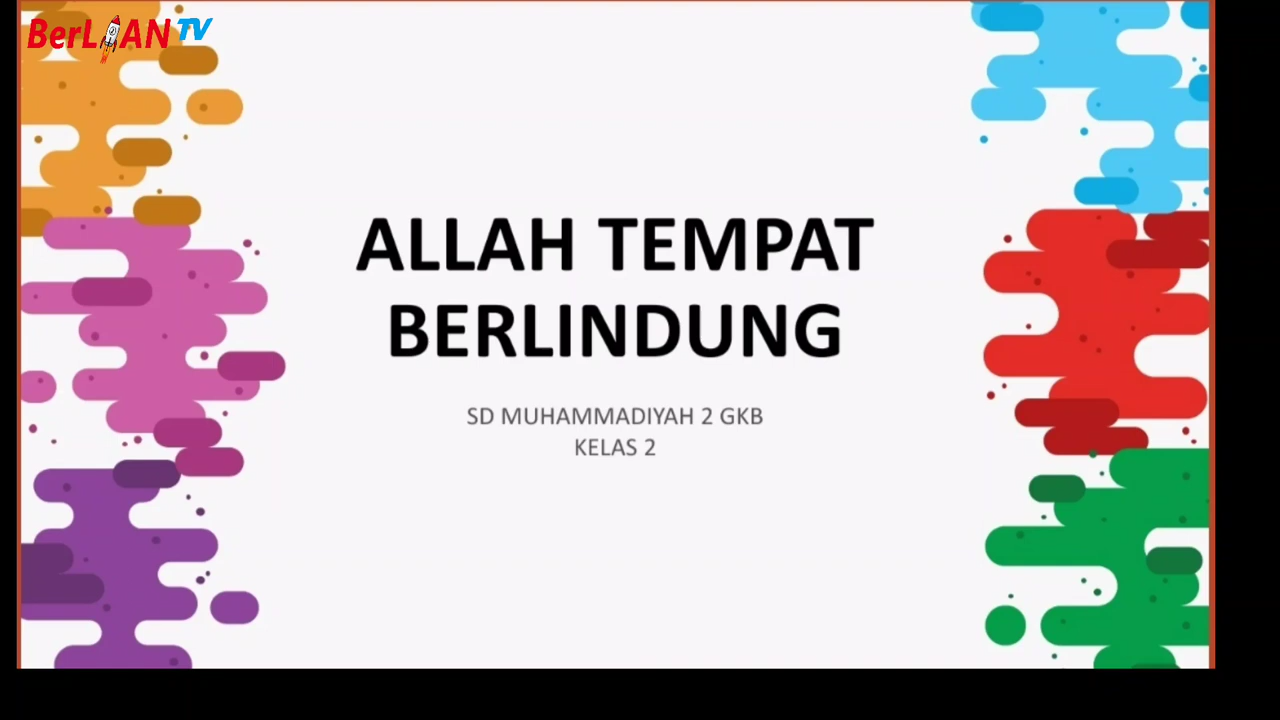 BerLIAN TV
ALLAH TEMPAT
BERLINDUNG
SD MUHAMMADIYAH 2 GKB
KELAS 2